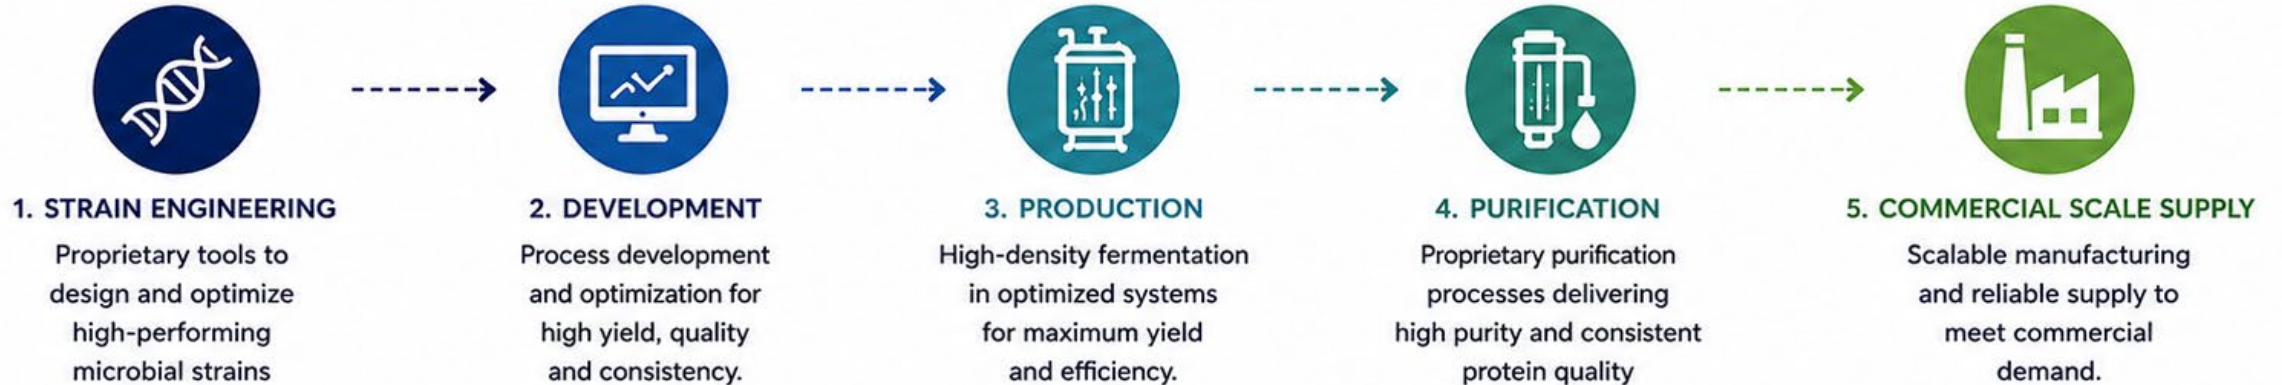 1. STRAIN ENGINEERING
Proprietary tools to
design and optimize
high-performing
microbial strains
2. DEVELOPMENT
Process development
and optimization for
high yield, quality
and consistency.
3. PRODUCTION
High-density fermentation
in optimized systems
for maximum yield
and efficiency.
4. PURIFICATION
Proprietary purification
processes delivering
high purity and consistent
protein quality
5. COMMERCIAL SCALE SUPPLY
Scalable manufacturing
and reliable supply to
meet commercial
demand.